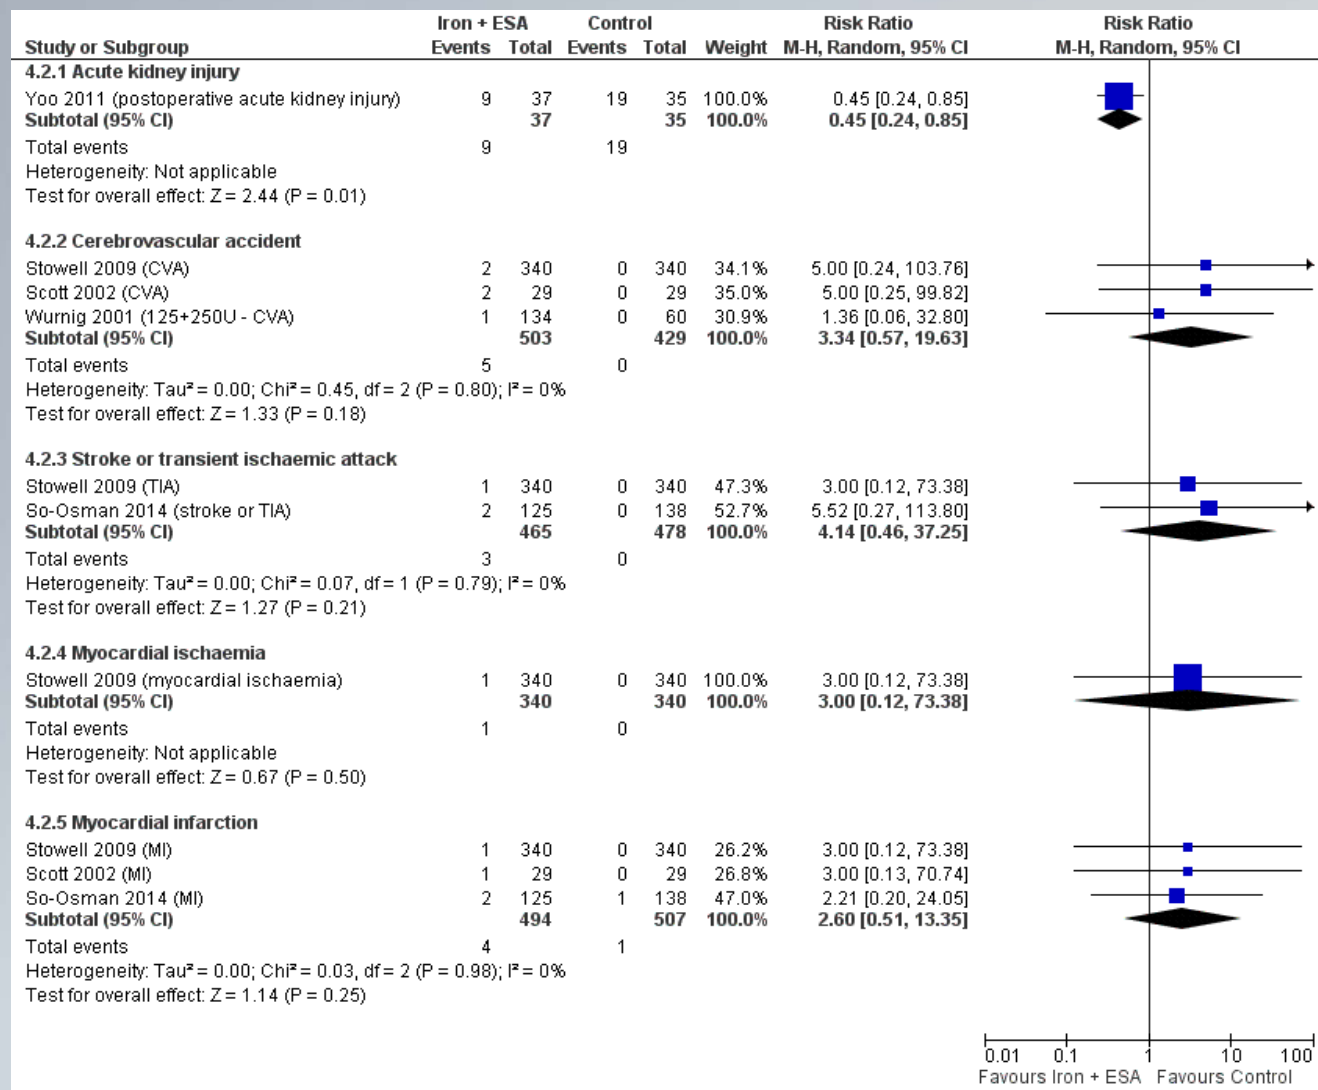 Iron + ESA Control Risk Ratio Risk Ratio
Study or Subgroup Events Total Events Total Weight M-H, Random, 95% CI M-H, Random, 95% CI
4.2.1 Acute kidney injury
Yoo 2011 (postoperative acute kidney injury) 9 37 19 35 100.0% 0.45 [0.24, 0.85]
Subtotal (95% CI) 37 35 100.0% 0.45 [0.24, 0.85]
Total events 9 19
Heterogeneity: Not applicable
Test for overall effect: Z = 2.44 (P = 0.01)
4.2.2 Cerebrovascular accident
Stowell 2009 (CVA) 2 340 0 340 34.1% 5.00 [0.24, 103.76]
Scott 2002 (CVA) 2 29 0 29 35.0% 5.00 [0.25, 99.82]
Wurnig 2001 (125+250U - CVA) 1 134 0 60 30.9% 1.36 [0.06, 32.80]
Subtotal (95% CI) 503 429 100.0% 3.34 [0.57, 19.63]
Total events 5 0
Heterogeneity: Tau² = 0.00; Chi² = 0.45, df = 2 (P = 0.80); I² = 0%
Test for overall effect: Z = 1.33 (P = 0.18)
4.2.3 Stroke or transient ischaemic attack
Stowell 2009 (TIA) 1 340 0 340 47.3% 3.00 [0.12, 73.38]
So-Osman 2014 (stroke or TIA) 2 125 0 138 52.7% 5.52 [0.27, 113.80]
Subtotal (95% CI) 465 478 100.0% 4.14 [0.46, 37.25]
Total events 3 0
Heterogeneity: Tau² = 0.00; Chi² = 0.07, df = 1 (P = 0.79); I² = 0%
Test for overall effect: Z = 1.27 (P = 0.21)
4.2.4 Myocardial ischaemia
Stowell 2009 (myocardial ischaemia) 1 340 0 340 100.0% 3.00 [0.12, 73.38]
Subtotal (95% CI) 340 340 100.0% 3.00 [0.12, 73.38]
Total events 1 0
Heterogeneity: Not applicable
Test for overall effect: Z = 0.67 (P = 0.50)
4.2.5 Myocardial infarction
Stowell 2009 (MI) 1 340 0 340 26.2% 3.00 [0.12, 73.38]
Scott 2002 (MI) 1 29 0 29 26.8% 3.00 [0.13, 70.74]
So-Osman 2014 (MI) 2 125 1 138 47.0% 2.21 [0.20, 24.05]
Subtotal (95% CI) 494 507 100.0% 2.60 [0.51, 13.35]
Total events 4 1
Heterogeneity: Tau² = 0.00; Chi² = 0.03, df = 2 (P = 0.98); I² = 0%
Test for overall effect: Z = 1.14 (P = 0.25)
0.01 0.1 1 10 100
Favours Iron + ESA Favours Control